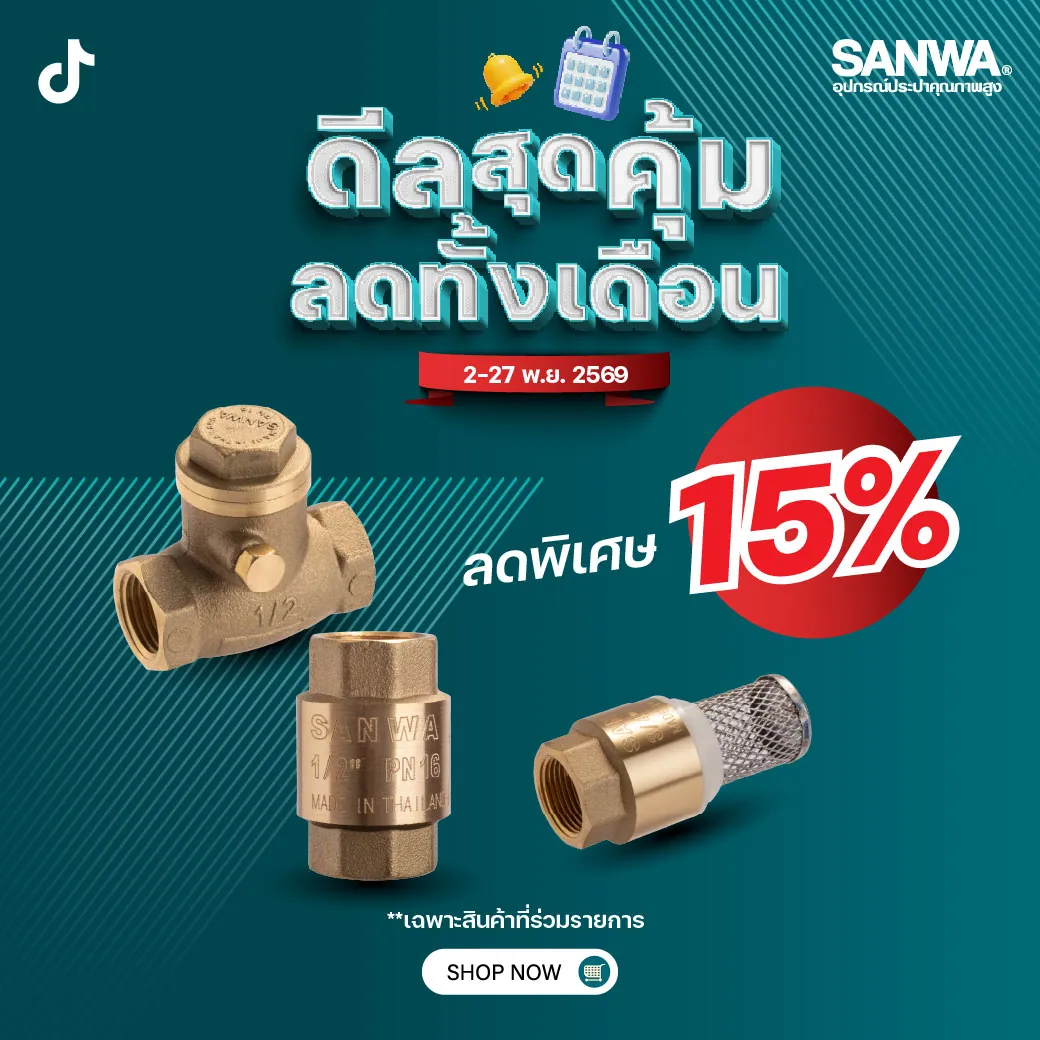 SANWA®
อุปกรณ์ประปาคุณภาพสูง
ดีลสุดคุ้ม
ลดทั้งเดือน
2-27 พ.ย. 2569
ลดพิเศษ 15%
SANWA
1/2
SANWA
1/2" PN16
MADE IN THAILAND
**เฉพาะสินค้าที่ร่วมรายการ
SHOP NOW